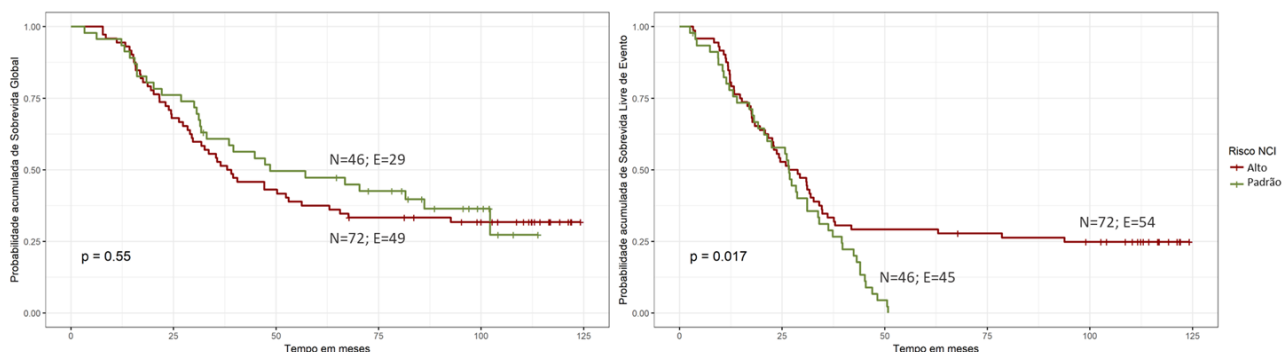 Probabilidade acumulada de Sobrevida Global
1.00
0.75
0.50
0.25
0.00
N=46; E=29
N=72; E=49
p = 0.55
0
25
50
75
100
125
Tempo em meses
Probabilidade acumulada de Sobrevida Livre de Evento
1.00
0.75
0.50
0.25
0.00
N=72; E=54
N=46; E=45
p = 0.017
0
25
50
75
100
125
Tempo em meses
Risco NCI
Alto
Padrão